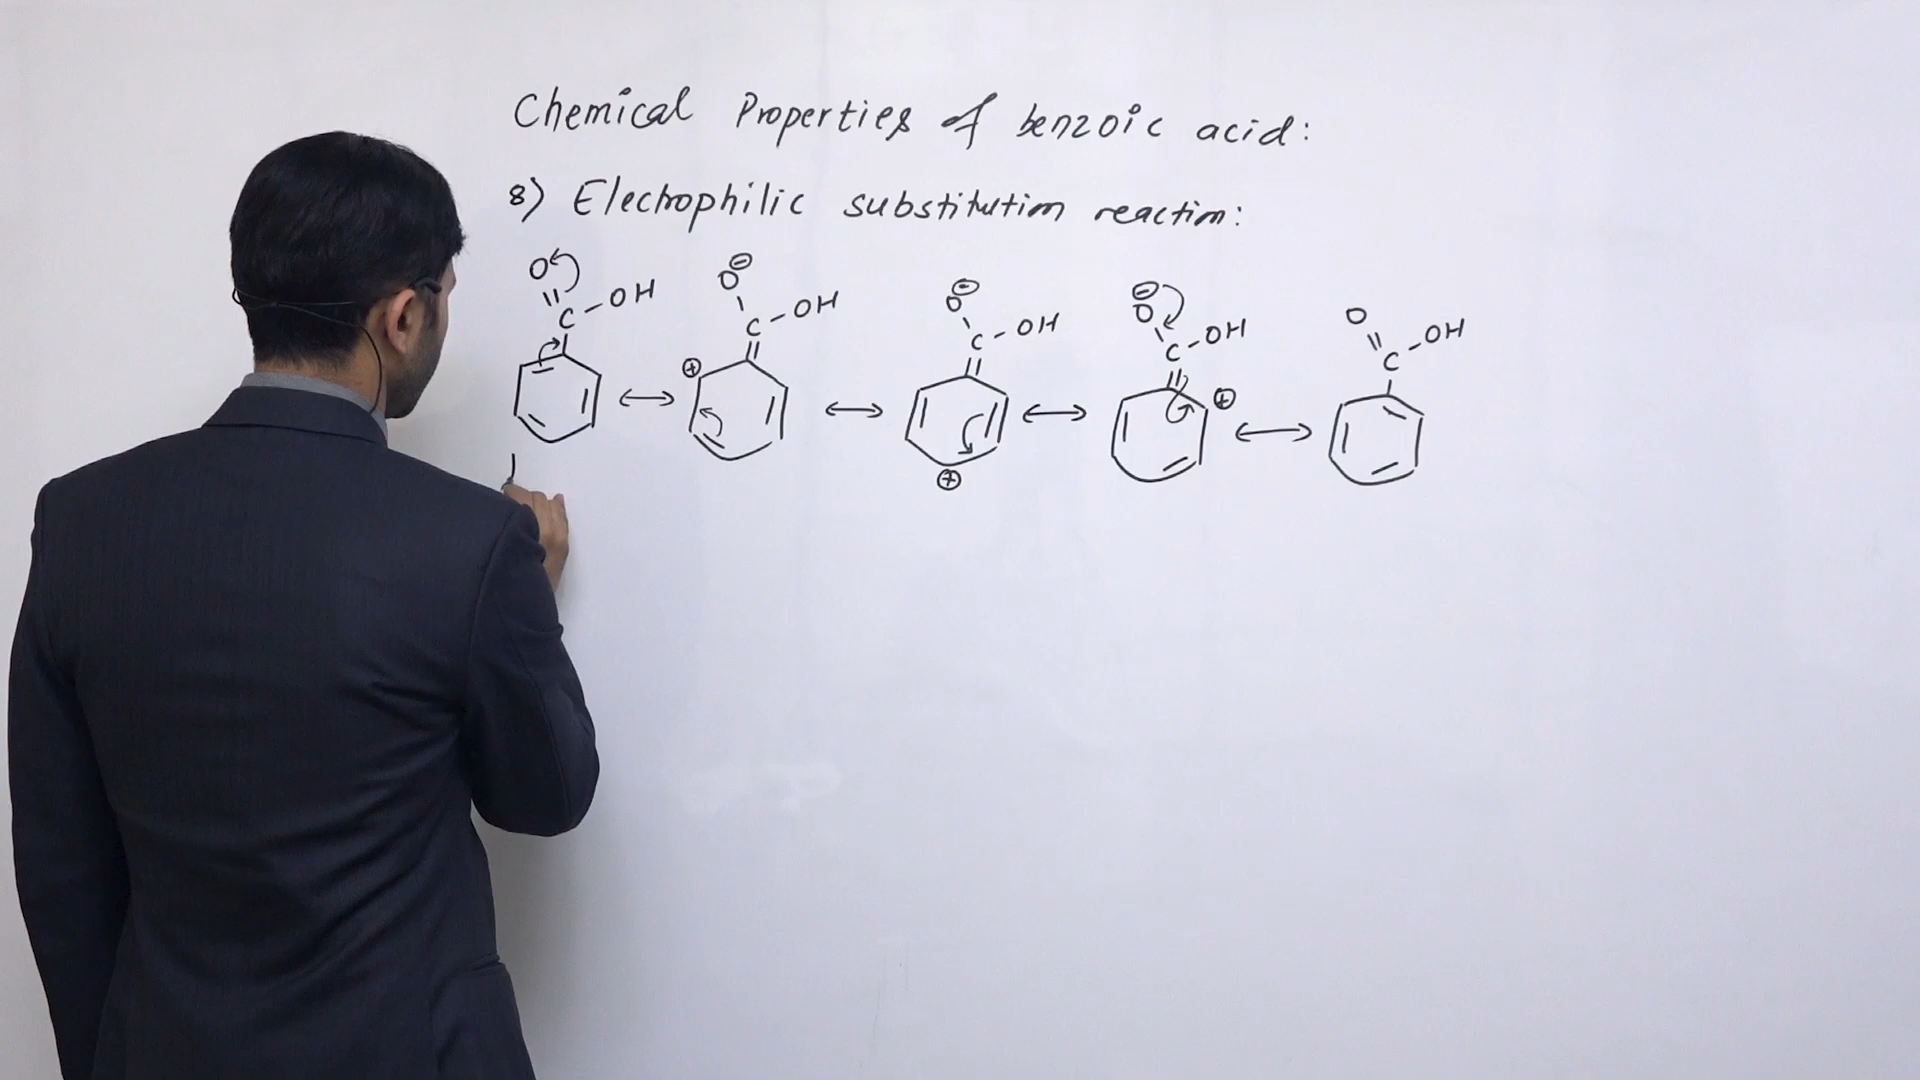 Chemical Properties of benzoic acid:
8) Electrophilic substitution reaction:
O ⊖ O ⊖ O ⊖ O O
C - OH C - OH C - OH C - OH C - OH
⊕ ⊕ ⊕